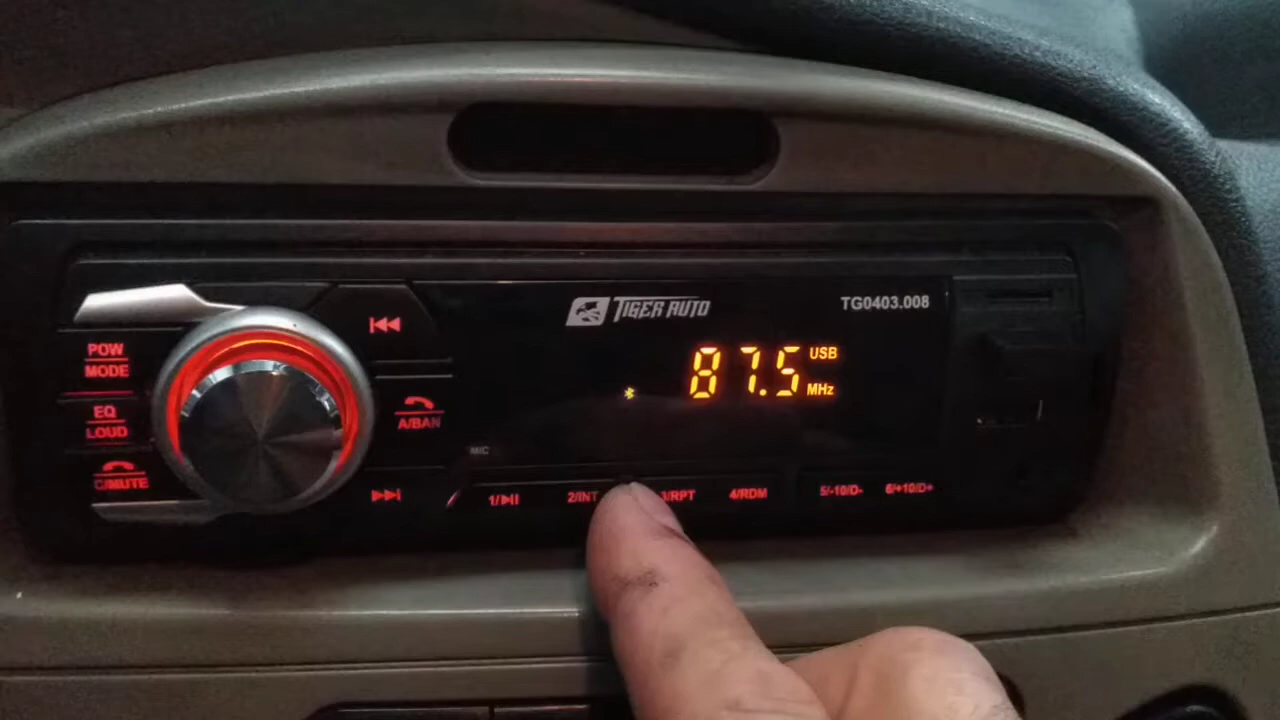 TIGER AUTO
TG0403.008
POW
MODE
EQ
LOUD
C/MUTE
A/BAN
87.5
USB
MHz
MIC
1/
2/INT
3/RPT
4/RDM
5/-10/D-
6/+10/D+